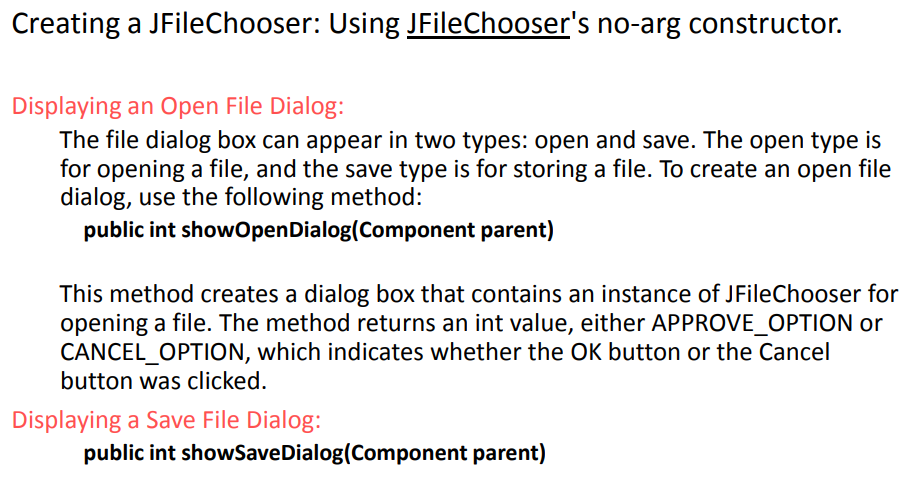 Creating a JFileChooser: Using JFileChooser's no-arg constructor.
Displaying an Open File Dialog:
The file dialog box can appear in two types: open and save. The open type is
for opening a file, and the save type is for storing a file. To create an open file
dialog, use the following method:
public int showOpenDialog(Component parent)
This method creates a dialog box that contains an instance of JFileChooser for
opening a file. The method returns an int value, either APPROVE_OPTION or
CANCEL_OPTION, which indicates whether the OK button or the Cancel
button was clicked.
Displaying a Save File Dialog:
public int showSaveDialog(Component parent)